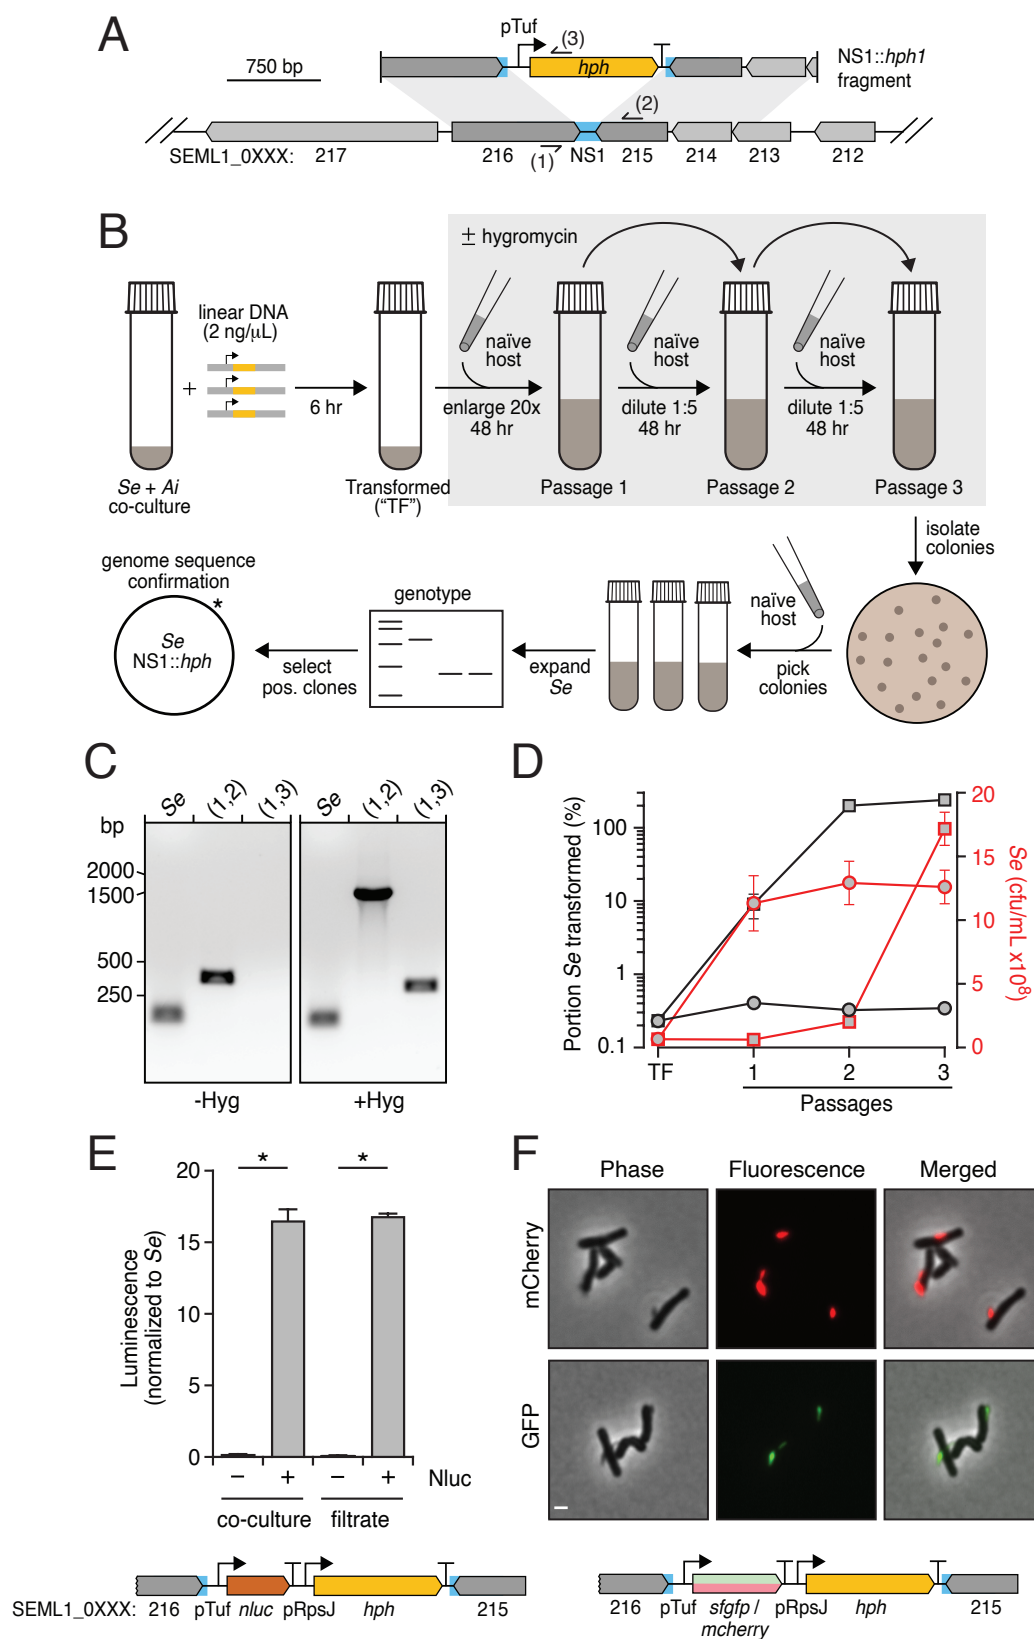 A
pTuf
(3)
hph
NS1::hph1
fragment
750 bp
(2)
SEML1_0XXX: 217 216 (1) NS1 215 214 213 212
B
± hygromycin
linear DNA
(2 ng/μL)
naïve
host
naïve
host
naïve
host
+
6 hr
enlarge 20x
48 hr
dilute 1:5
48 hr
dilute 1:5
48 hr
Se + Ai
co-culture
Transformed
("TF")
Passage 1
Passage 2
Passage 3
isolate
colonies
genome sequence
confirmation
*
Se
NS1::hph
select
pos. clones
genotype
expand
Se
naïve
host
pick
colonies
C
Se (1,2) (1,3) Se (1,2) (1,3)
bp
2000
1500
500
250
-Hyg +Hyg
D
Portion Se transformed (%)
100
10
1
0.1
20
15
10
5
0
Se (cfu/mL x10⁸)
TF 1 2 3
Passages
E
Luminescence
(normalized to Se)
20
15
10
5
0
* *
− + − + Nluc
co-culture filtrate
SEML1_0XXX: 216 pTuf nluc pRpsJ hph 215
F
Phase Fluorescence Merged
mCherry
GFP
216 pTuf sfgfp / mcherry pRpsJ hph 215